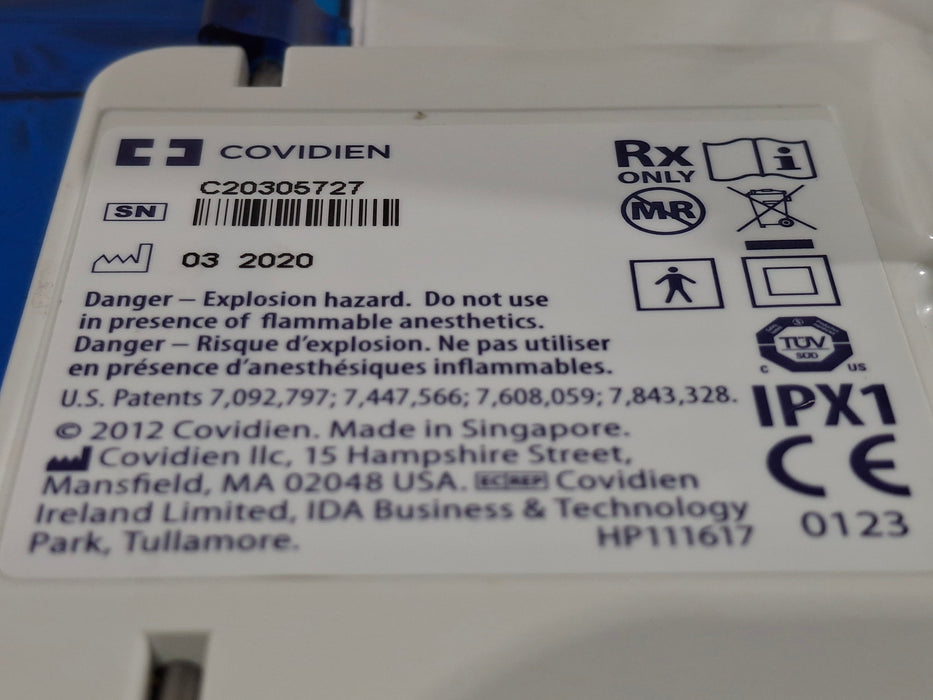 COVIDIEN
C20305727
SN
03 2020
Rx
ONLY
i
MR
Danger – Explosion hazard. Do not use
in presence of flammable anesthetics.
Danger – Risque d'explosion. Ne pas utiliser
en présence d'anesthésiques inflammables.
U.S. Patents 7,092,797; 7,447,566; 7,608,059; 7,843,328.
© 2012 Covidien. Made in Singapore.
Covidien llc, 15 Hampshire Street,
Mansfield, MA 02048 USA. EC REP Covidien
Ireland Limited, IDA Business & Technology
Park, Tullamore.
HP111617
TÜV
SÜD
C US
IPX1
CE
0123